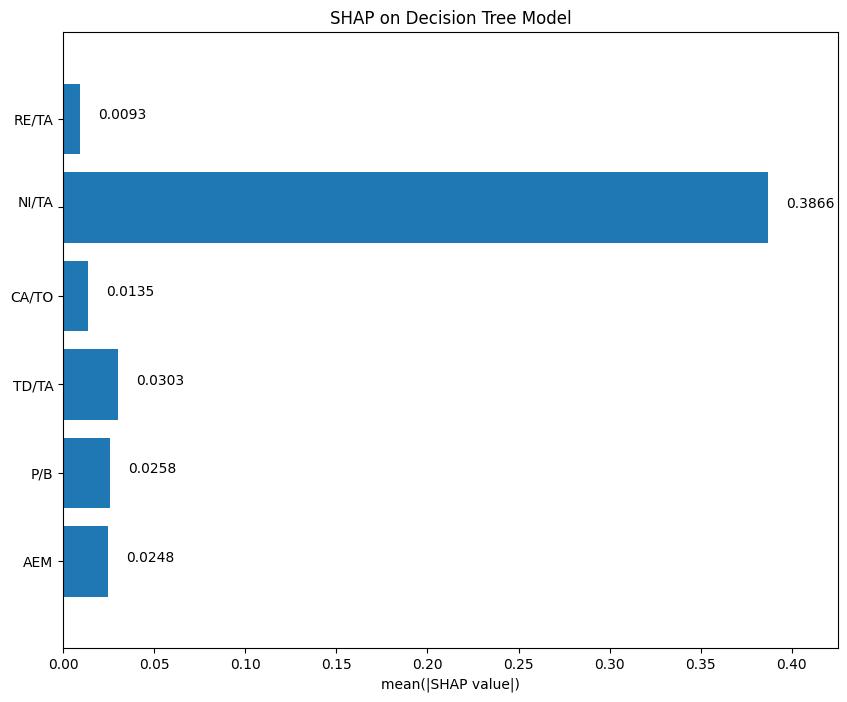 SHAP on Decision Tree Model
RE/TA 0.0093
NI/TA 0.3866
CA/TO 0.0135
TD/TA 0.0303
P/B 0.0258
AEM 0.0248
0.00 0.05 0.10 0.15 0.20 0.25 0.30 0.35 0.40
mean(|SHAP value|)